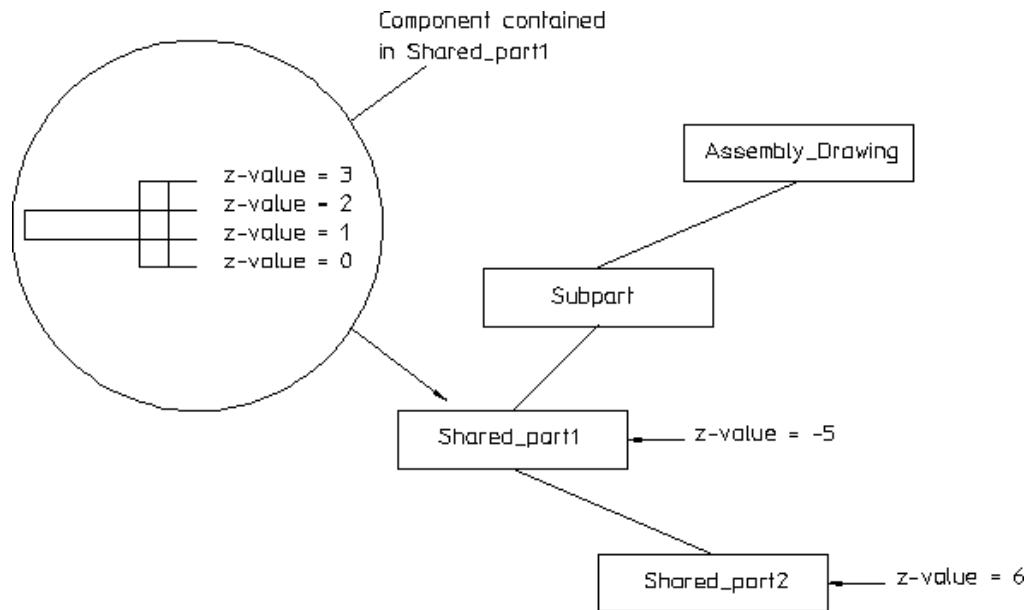 Component contained
in Shared_part1
Assembly_Drawing
z-value = 3
z-value - 2
z-value = 1
z-value = 0
Subpart
Shared_part1
z-value = -5
Shared_part2
z-value = 6